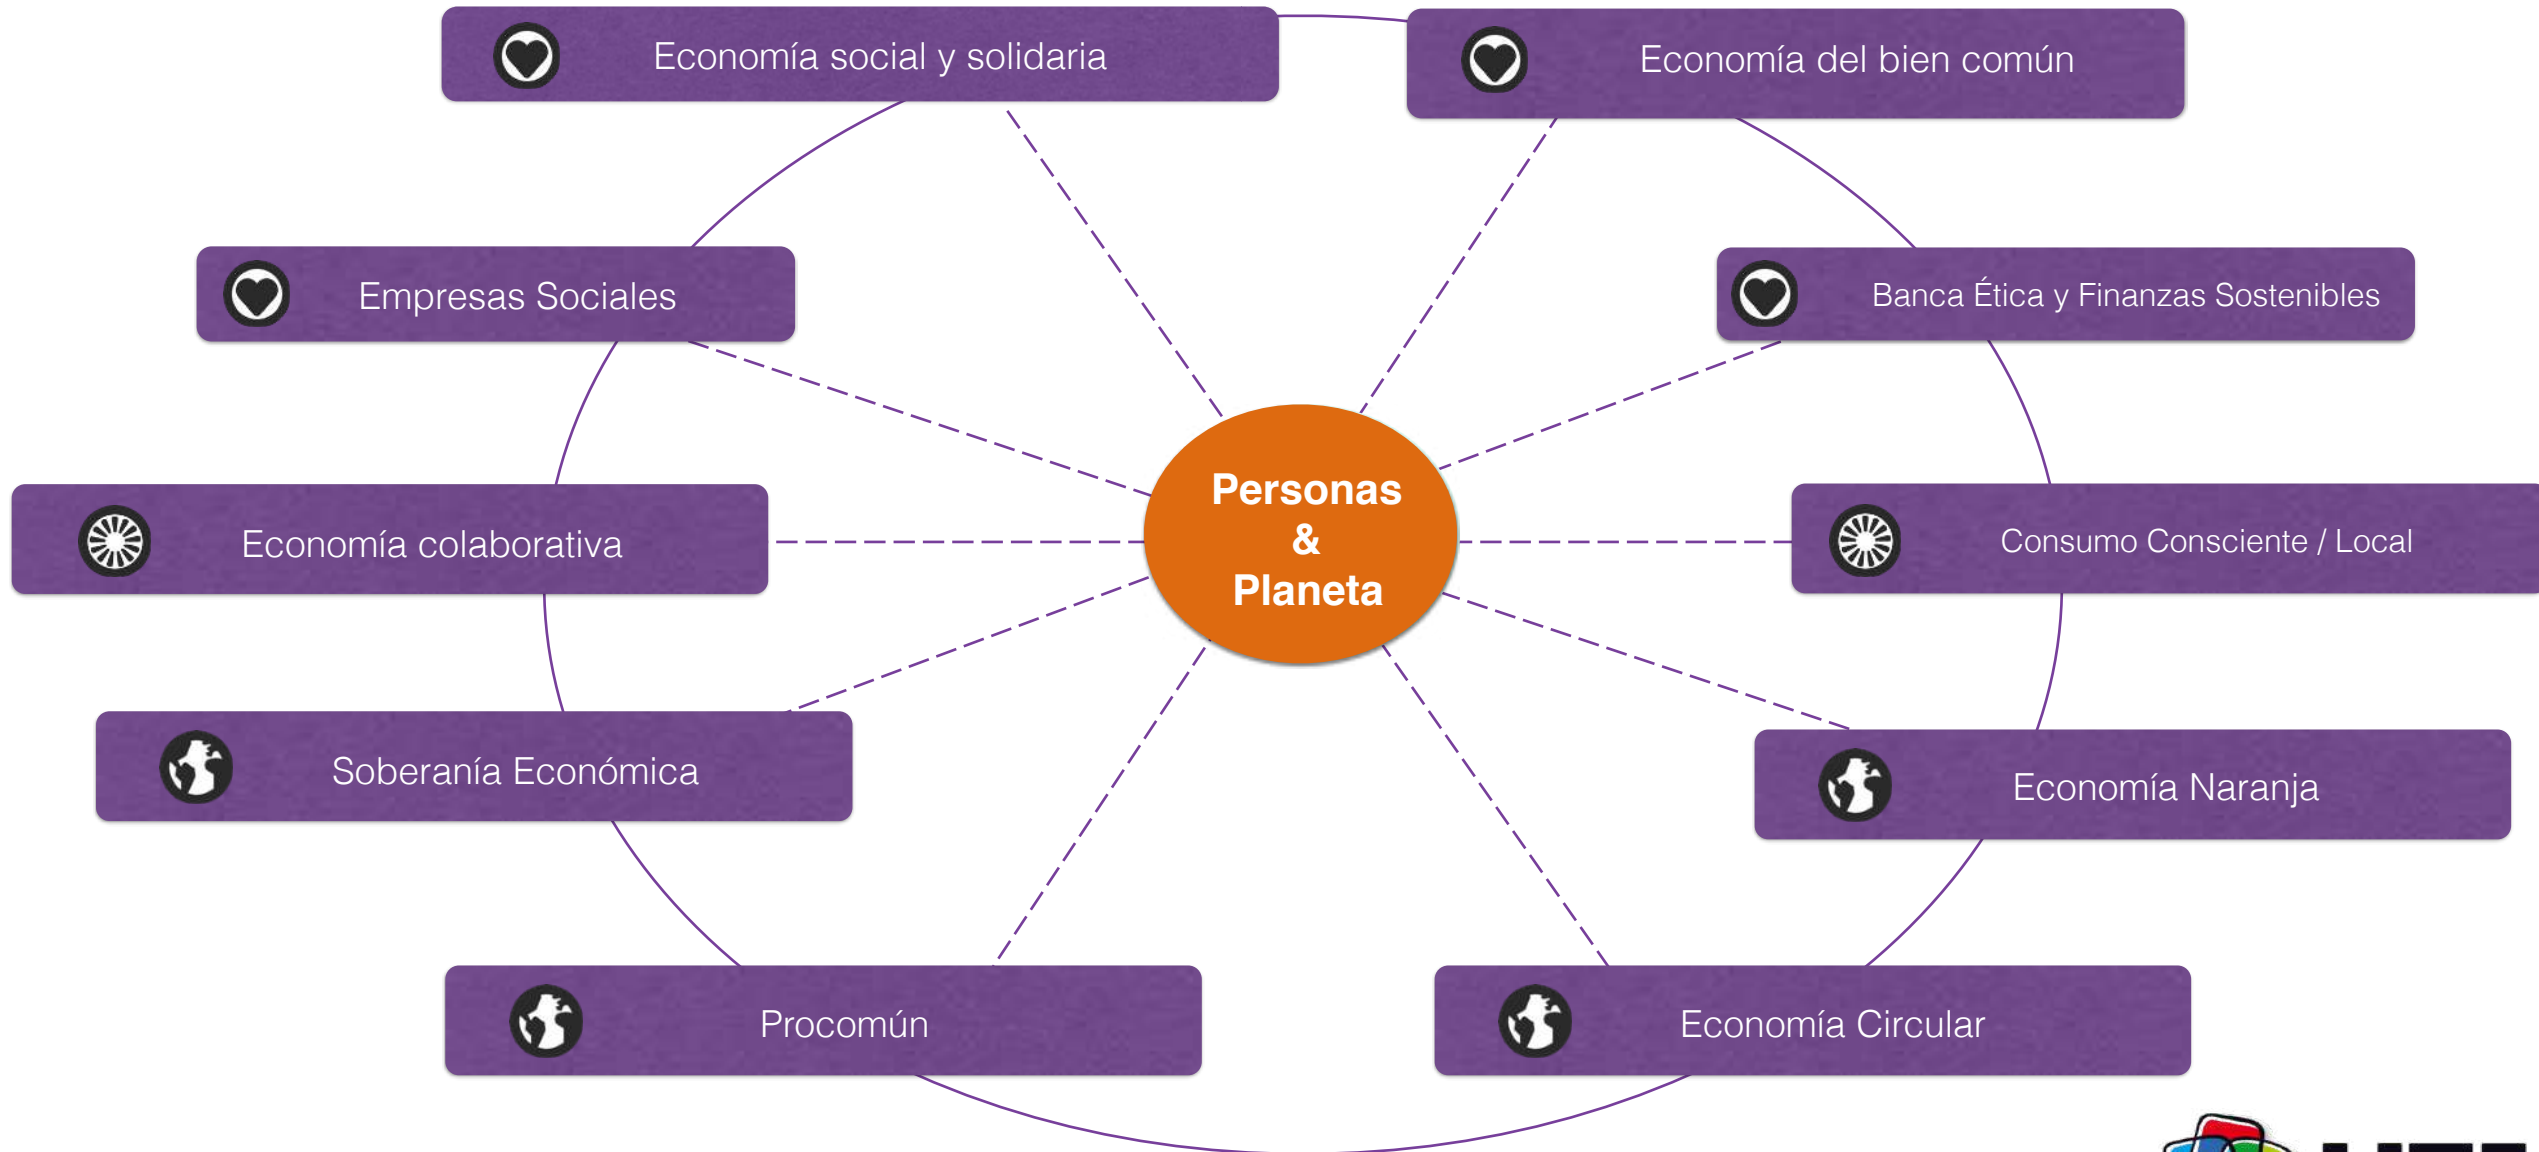 Economía social y solidaria
Economía del bien común
Empresas Sociales
Banca Ética y Finanzas Sostenibles
Personas
&
Planeta
Economía colaborativa
Consumo Consciente / Local
Soberanía Económica
Economía Naranja
Procomún
Economía Circular